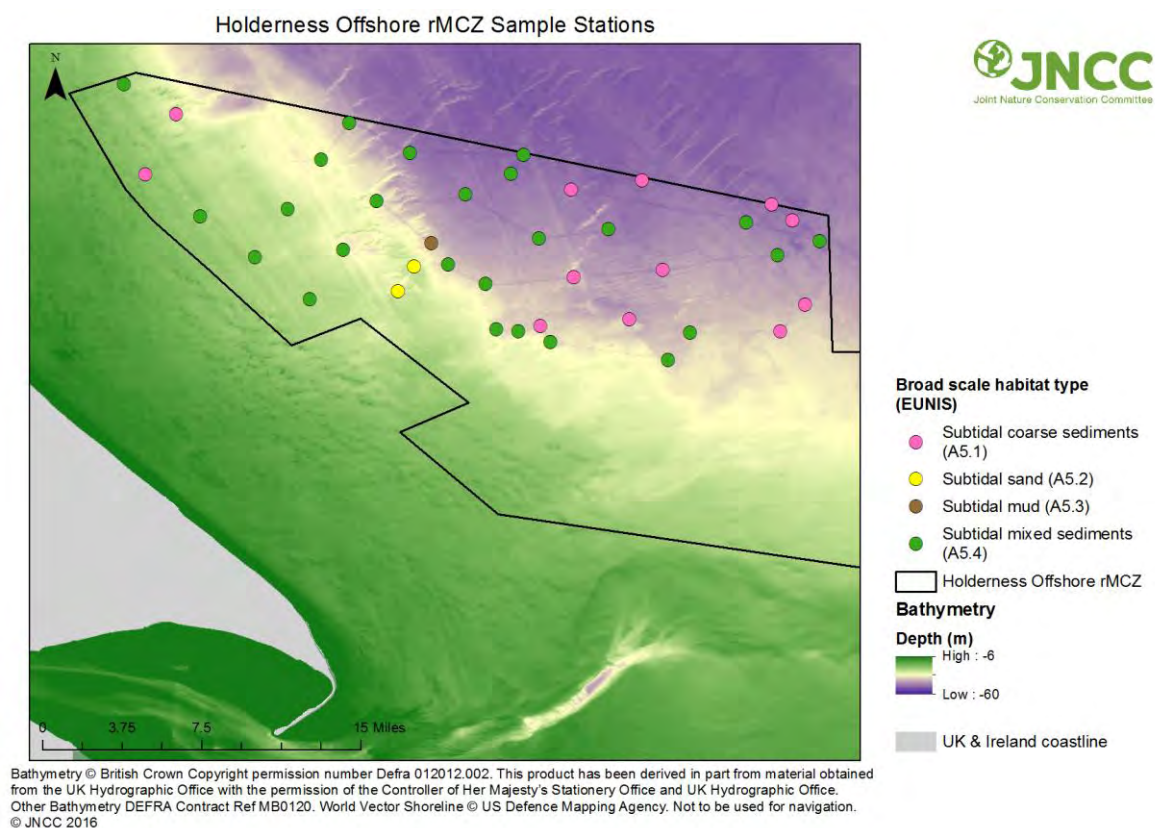 Holderness Offshore rMCZ Sample Stations
N
JNCC
Joint Nature Conservation Committee
Broad scale habitat type
(EUNIS)
Subtidal coarse sediments
(A5.1)
Subtidal sand (A5.2)
Subtidal mud (A5.3)
Subtidal mixed sediments
(A5.4)
Holderness Offshore rMCZ
Bathymetry
Depth (m)
High : -6
Low : -60
UK & Ireland coastline
0 3.75 7.5 15 Miles
Bathymetry © British Crown Copyright permission number Defra 012012.002. This product has been derived in part from material obtained
from the UK Hydrographic Office with the permission of the Controller of Her Majesty's Stationery Office and UK Hydrographic Office.
Other Bathymetry DEFRA Contract Ref MB0120. World Vector Shoreline © US Defence Mapping Agency. Not to be used for navigation.
© JNCC 2016